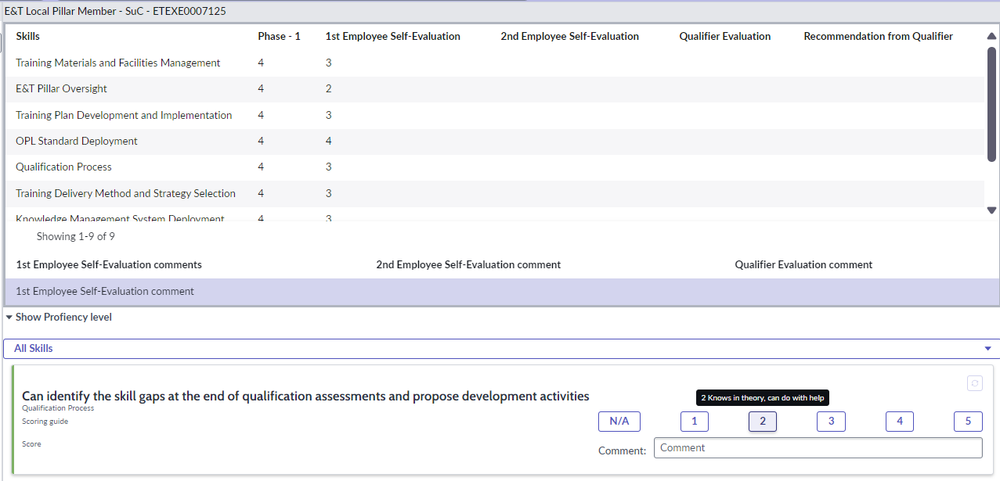 E&T Local Pillar Member - SuC - ETEXE0007125
Skills Phase - 1 1st Employee Self-Evaluation 2nd Employee Self-Evaluation Qualifier Evaluation Recommendation from Qualifier
Training Materials and Facilities Management 4 3
E&T Pillar Oversight 4 2
Training Plan Development and Implementation 4 3
OPL Standard Deployment 4 4
Qualification Process 4 3
Training Delivery Method and Strategy Selection 4 3
Knowledge Management System Deployment 4 3
Showing 1-9 of 9
1st Employee Self-Evaluation comments 2nd Employee Self-Evaluation comment Qualifier Evaluation comment
1st Employee Self-Evaluation comment
Show Profiency level
All Skills
Can identify the skill gaps at the end of qualification assessments and propose development activities
2 Knows in theory, can do with help
Qualification Process
Scoring guide
N/A 1 2 3 4 5
Score
Comment: Comment